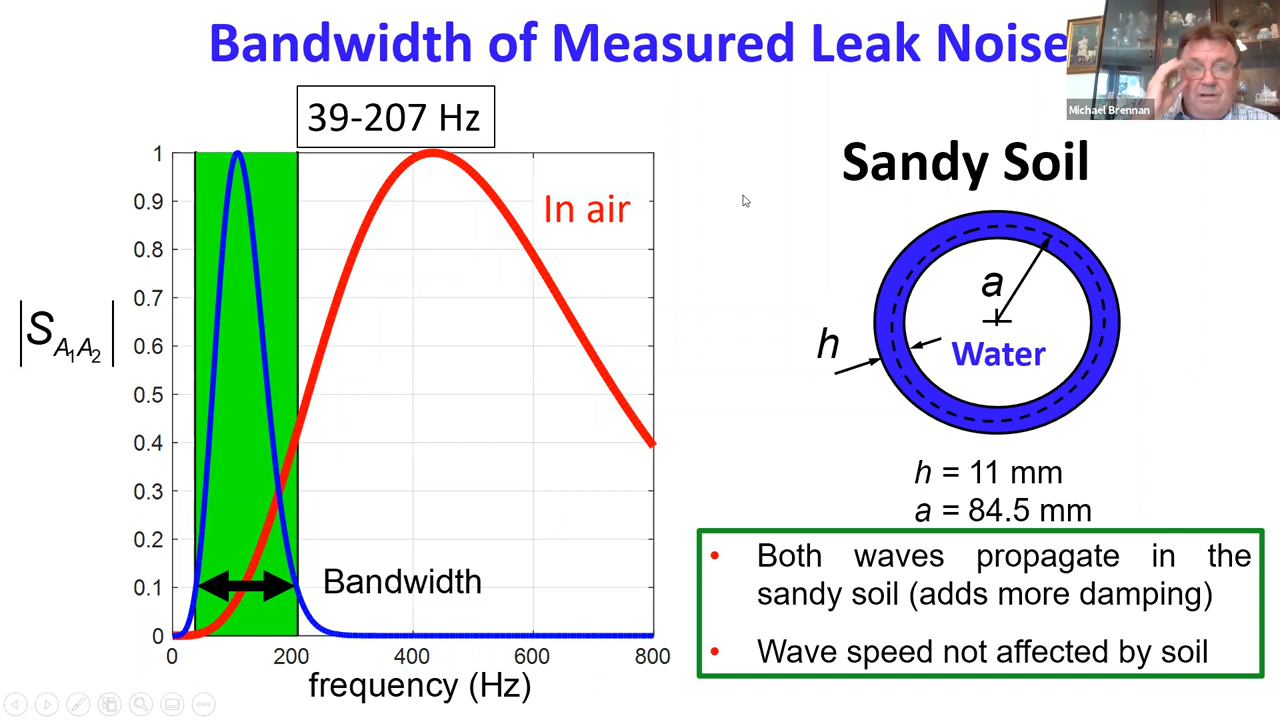 Bandwidth of Measured Leak Noise
Michael Brennan
39-207 Hz
Sandy Soil
1
0.9
0.8
0.7
0.6
0.5
0.4
0.3
0.2
0.1
0
In air
|S_{A_1A_2}|
Bandwidth
0 200 400 600 800
frequency (Hz)
a
h
Water
h = 11 mm
a = 84.5 mm
• Both waves propagate in the
sandy soil (adds more damping)
• Wave speed not affected by soil